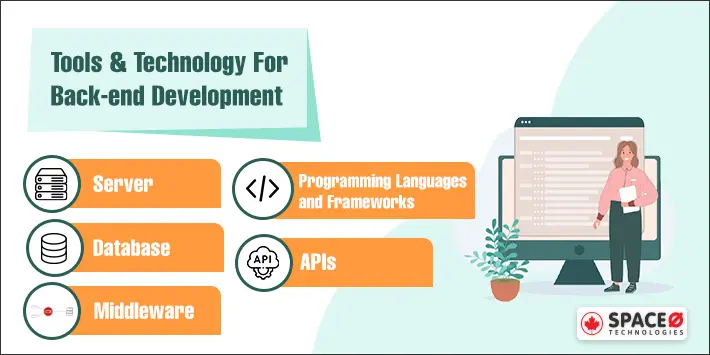 Tools & Technology For
Back-end Development
Server
Database
Middleware
Programming Languages
and Frameworks
API
APIs
SPACE
TECHNOLOGIES